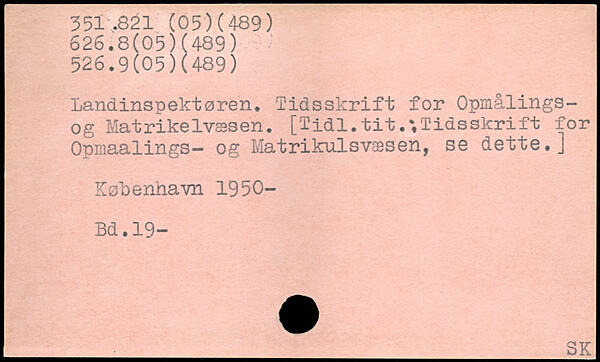 351.821 (05)(489)
626.8(05)(489)
526.9(05)(489)
Landinspektøren. Tidsskrift for Opmålings-
og Matrikelvæsen. [Tidl.tit.;Tidsskrift for
Opmaalings- og Matrikulsvæsen, se dette.]
København 1950-
Bd.19-
SK